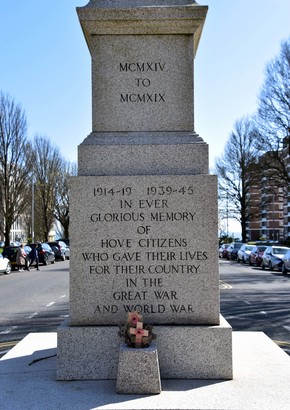 MCMXIV
TO
MCMXIX
1914-19 1939-45
IN EVER
GLORIOUS MEMORY
OF
HOVE CITIZENS
WHO GAVE THEIR LIVES
FOR THEIR COUNTRY
IN THE
GREAT WAR
AND WORLD WAR